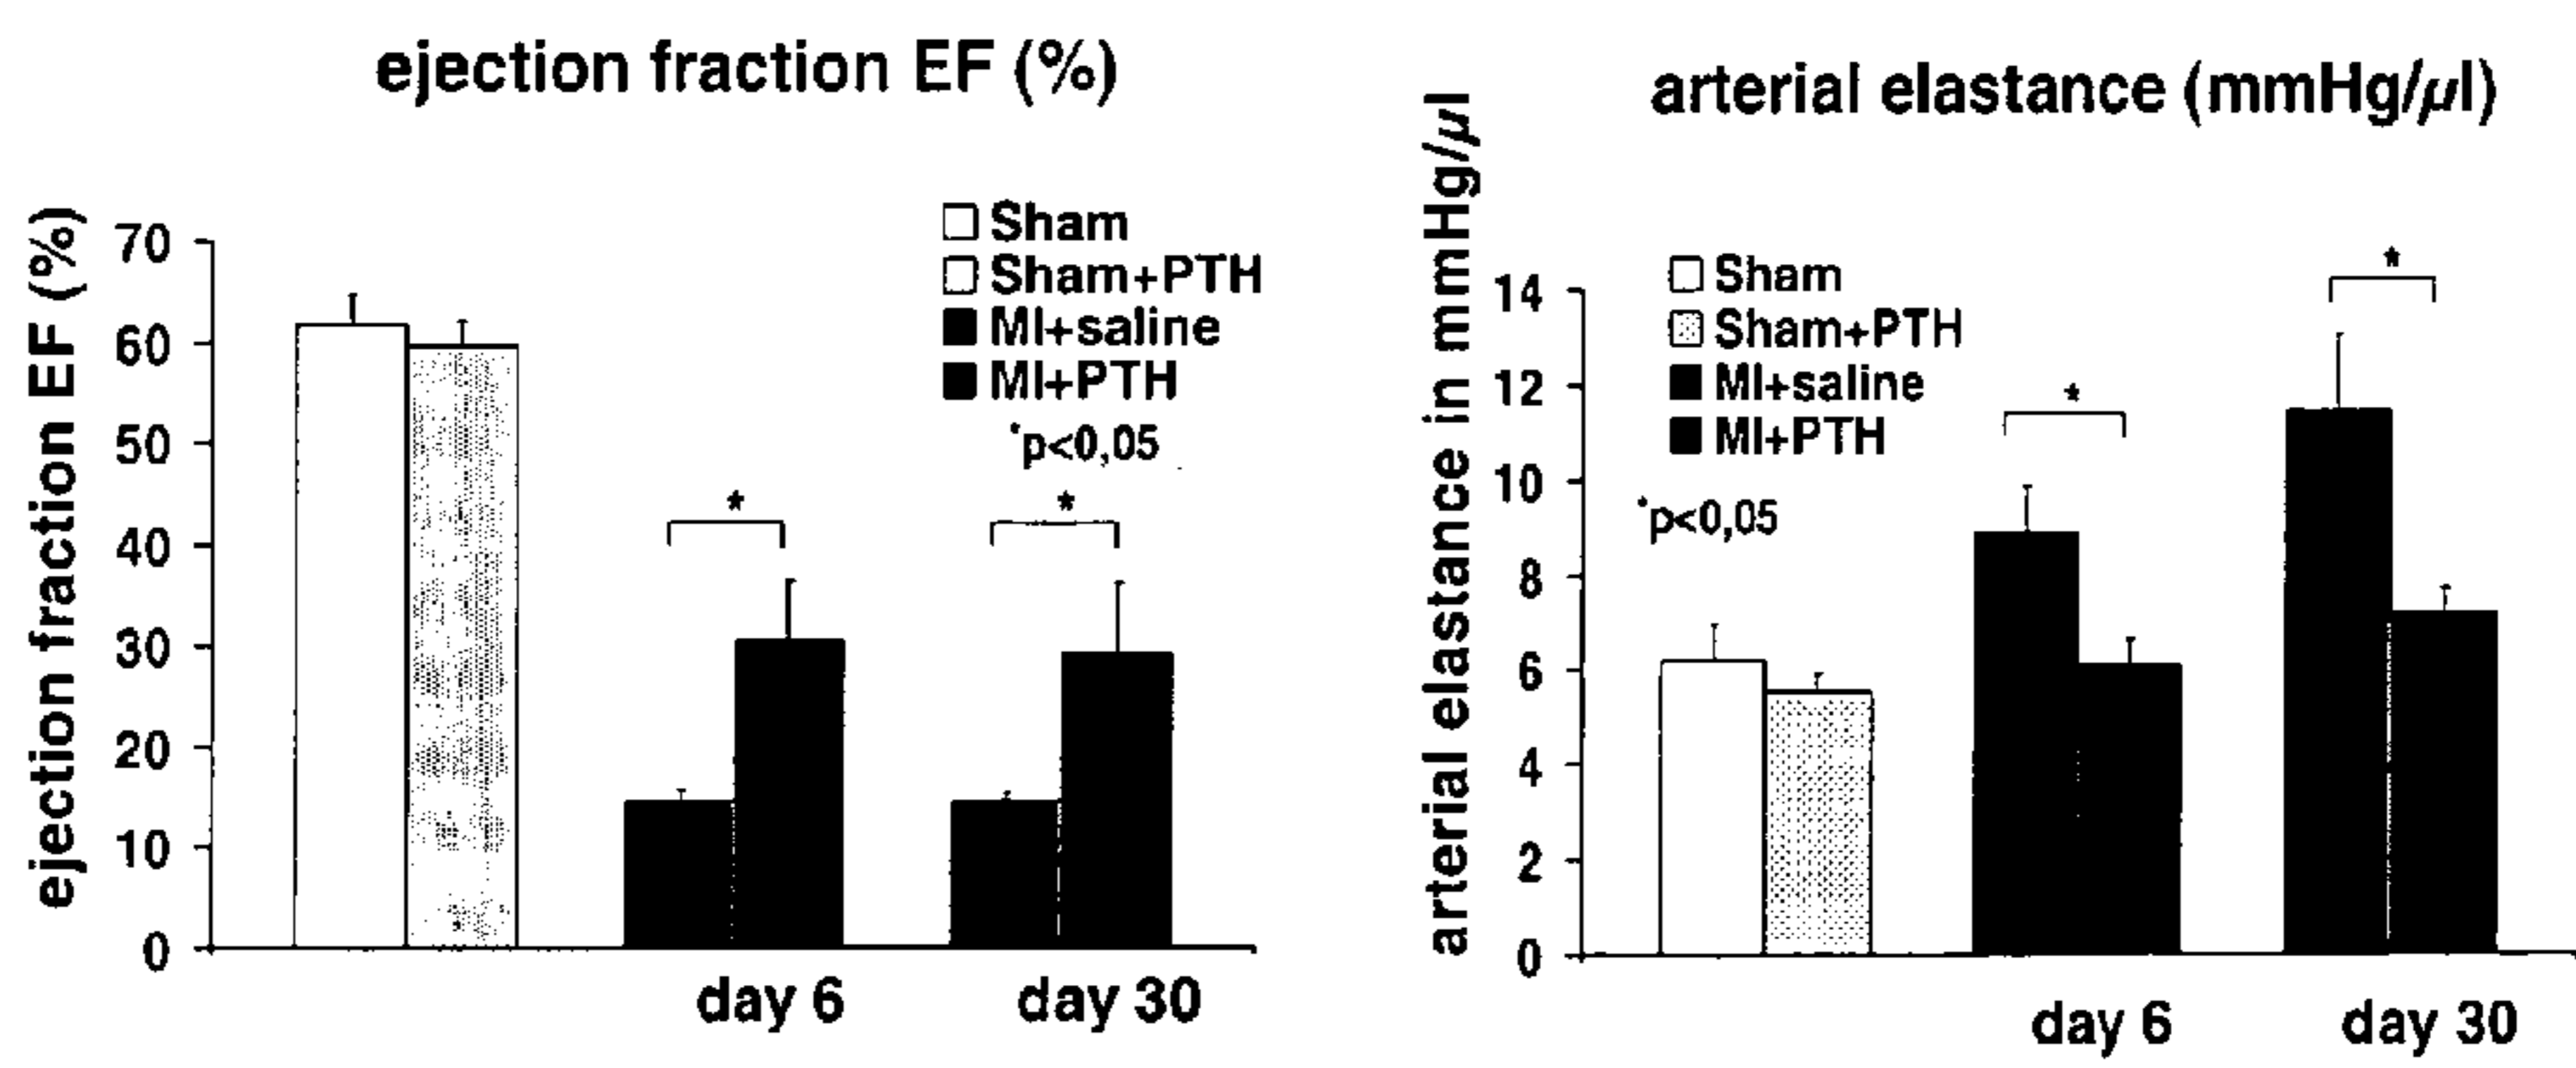 ejection fraction EF (%)
ejection fraction EF (%)
70
60
50
40
30
20
10
0
Sham
Sham+PTH
MI+saline
MI+PTH
*p<0,05
*
*
day 6
day 30
arterial elastance (mmHg/µl)
arterial elastance in mmHg/µl
14
12
10
8
6
4
2
0
Sham
Sham+PTH
MI+saline
MI+PTH
*p<0,05
*
*
day 6
day 30